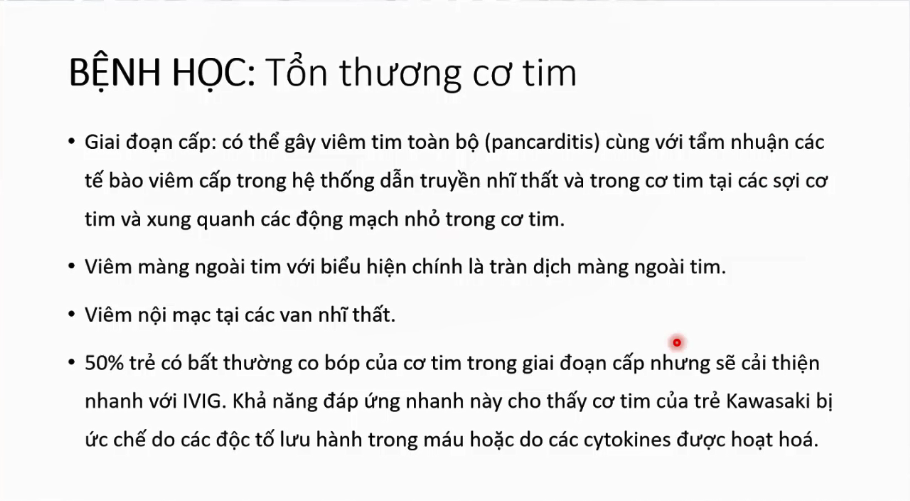 BỆNH HỌC: Tổn thương cơ tim
• Giai đoạn cấp: có thể gây viêm tim toàn bộ (pancarditis) cùng với tẩm nhuận các
tế bào viêm cấp trong hệ thống dẫn truyền nhĩ thất và trong cơ tim tại các sợi cơ
tim và xung quanh các động mạch nhỏ trong cơ tim.
• Viêm màng ngoài tim với biểu hiện chính là tràn dịch màng ngoài tim.
• Viêm nội mạc tại các van nhĩ thất.
• 50% trẻ có bất thường co bóp của cơ tim trong giai đoạn cấp nhưng sẽ cải thiện
nhanh với IVIG. Khả năng đáp ứng nhanh này cho thấy cơ tim của trẻ Kawasaki bị
ức chế do các độc tố lưu hành trong máu hoặc do các cytokines được hoạt hoá.